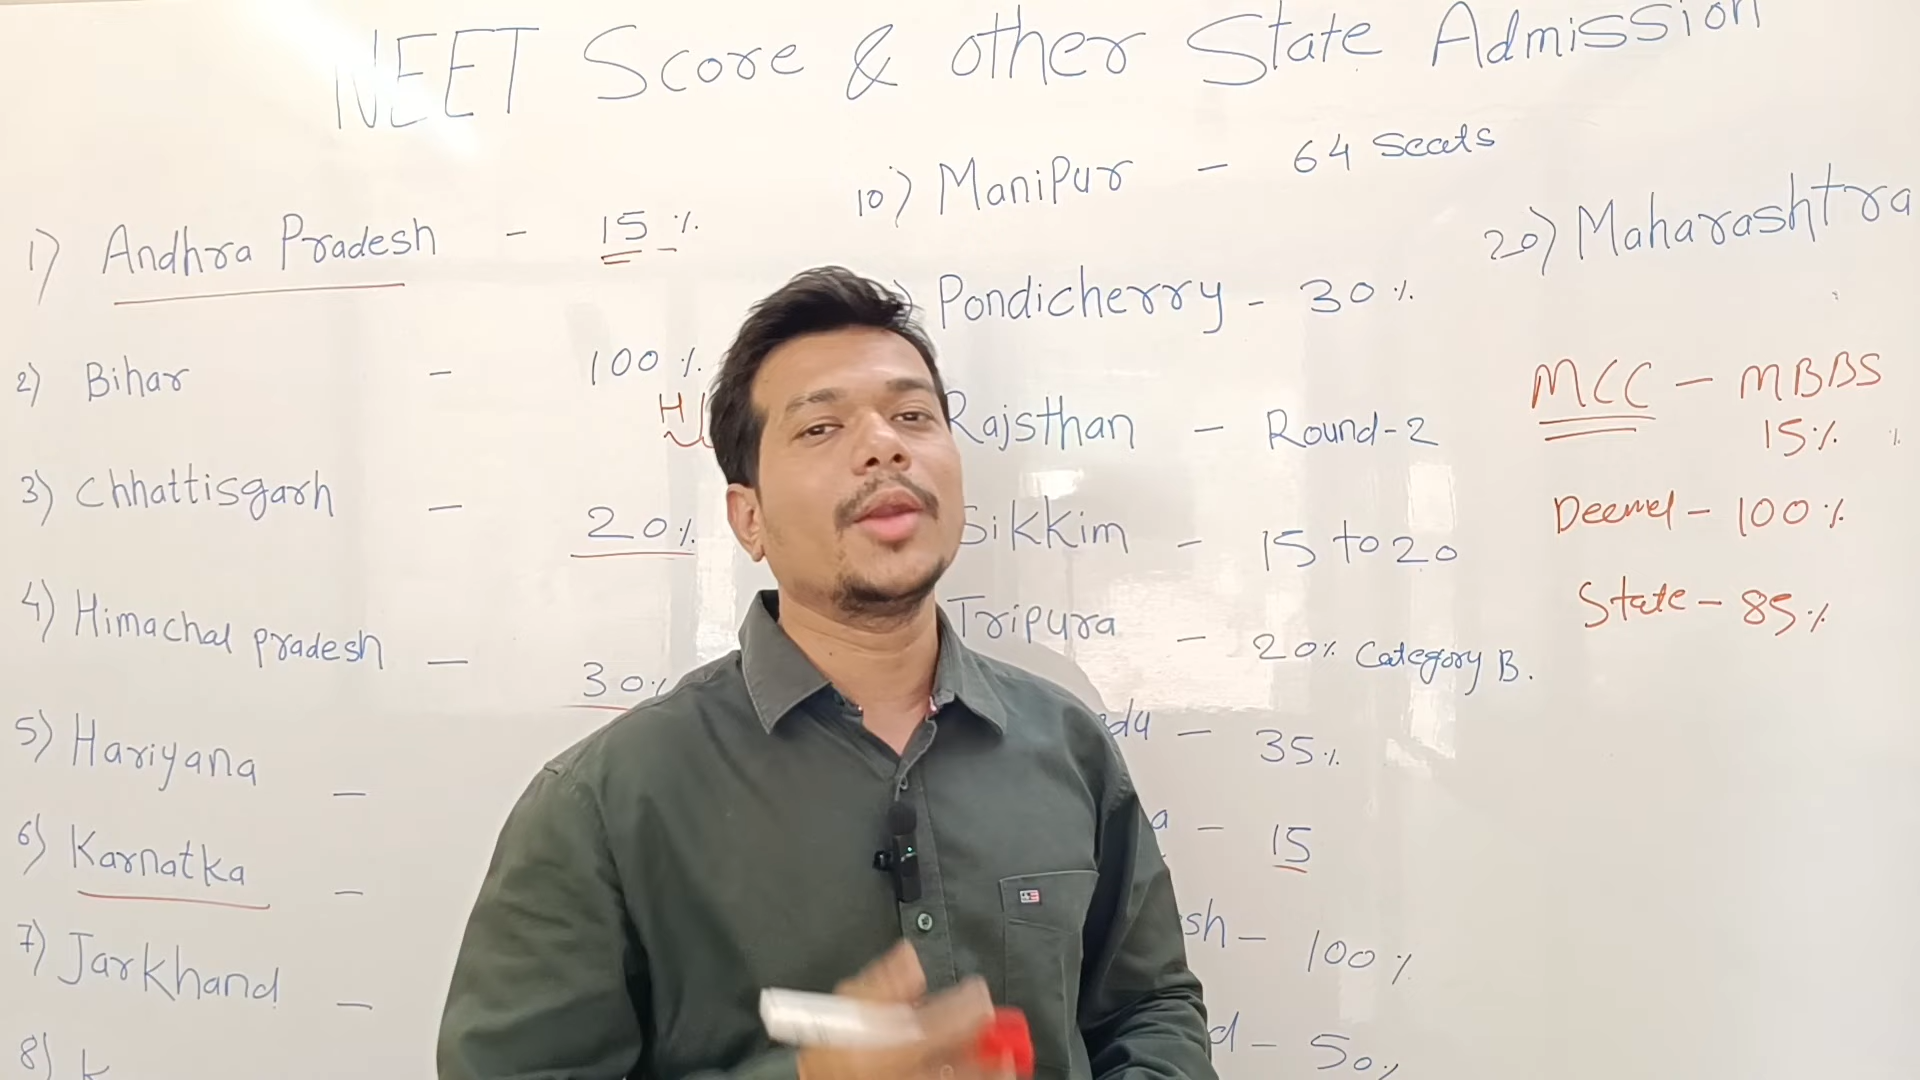 NEET Score & other State Admission
1) Andhra Pradesh - 15 %
2) Bihar - 100 %
H
3) Chhattisgarh - 20%
4) Himachal pradesh - 30%
5) Hariyana -
6) Karnatka -
7) Jarkhand -
8) K
10) Manipur - 64 Seats
) Pondicherry - 30 %
Rajsthan - Round-2
Sikkim - 15 to 20
Tripura - 20% Category B.
- 35%
a - 15
sh - 100 %
d - 50%
20) Maharashtra
MCC - MBBS
15%
Deemed - 100 %
State - 85%